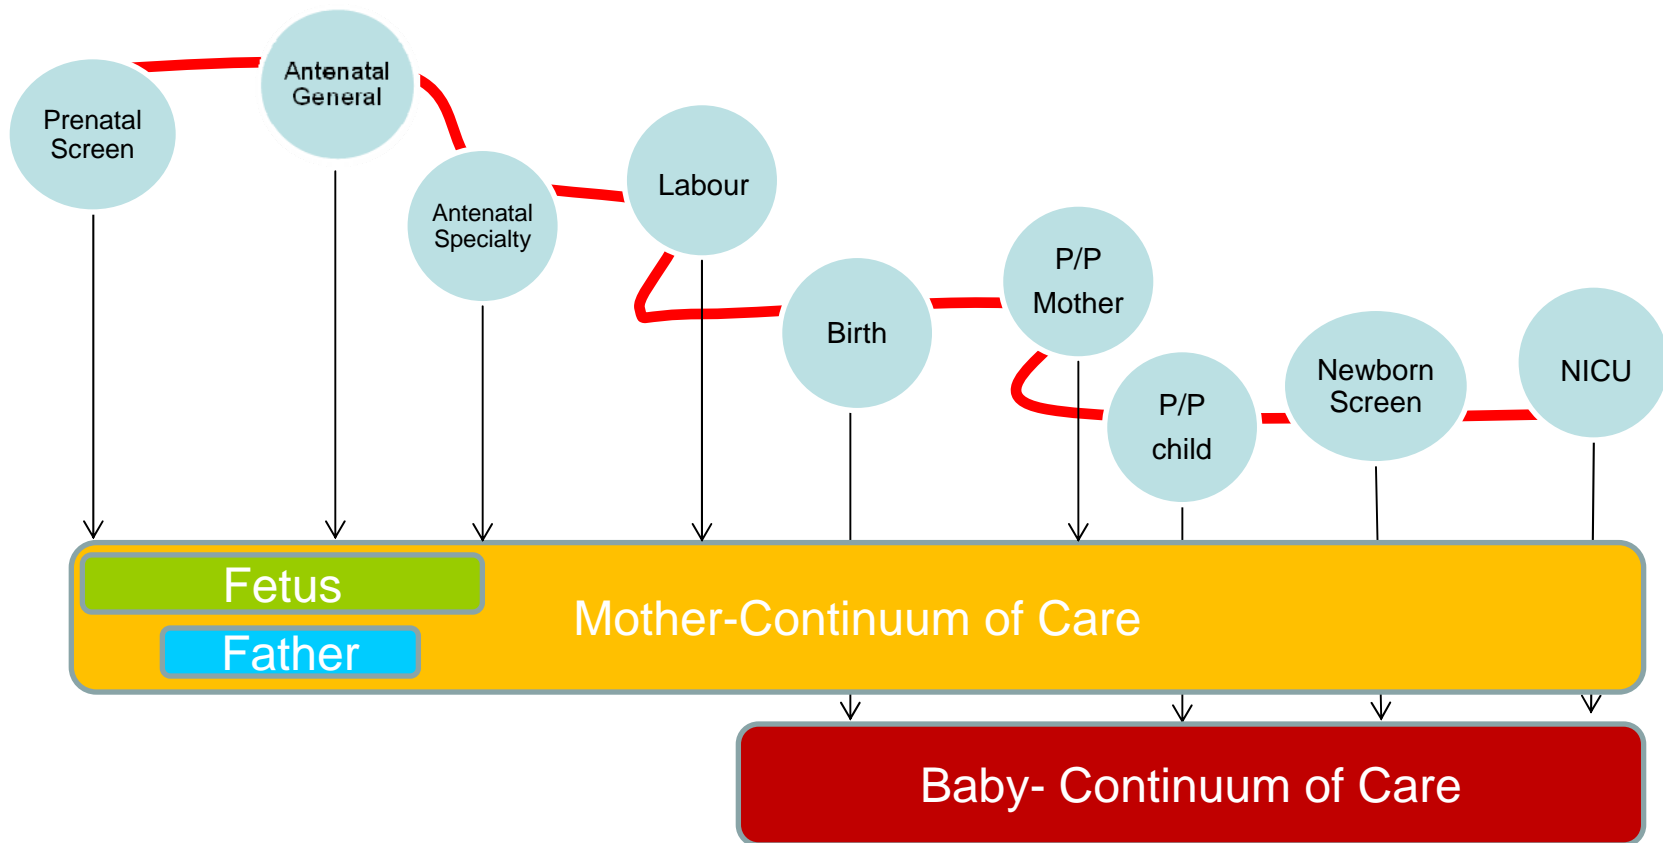 Prenatal
Screen
Antenatal
General
Antenatal
Specialty
Labour
Birth
P/P
Mother
P/P
child
Newborn
Screen
NICU
Fetus
Father
Mother-Continuum of Care
Baby- Continuum of Care